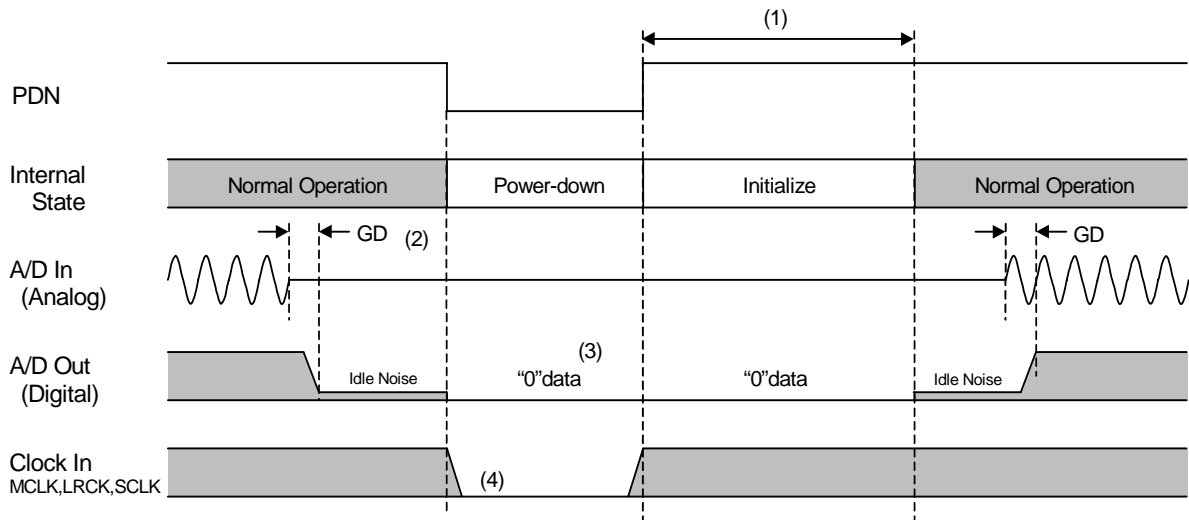 (1)
PDN
Internal
State
Normal Operation
Power-down
Initialize
Normal Operation
GD (2)
GD
A/D In
(Analog)
A/D Out
(Digital)
Idle Noise
(3)
“0”data
“0”data
Idle Noise
Clock In
MCLK,LRCK,SCLK
(4)